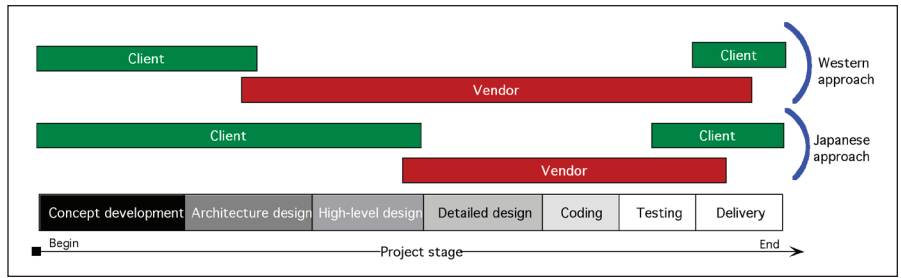 Client
Client
Western
approach
Vendor
Client
Client
Japanese
approach
Vendor
Concept development
Architecture design
High-level design
Detailed design
Coding
Testing
Delivery
Begin
End
Project stage